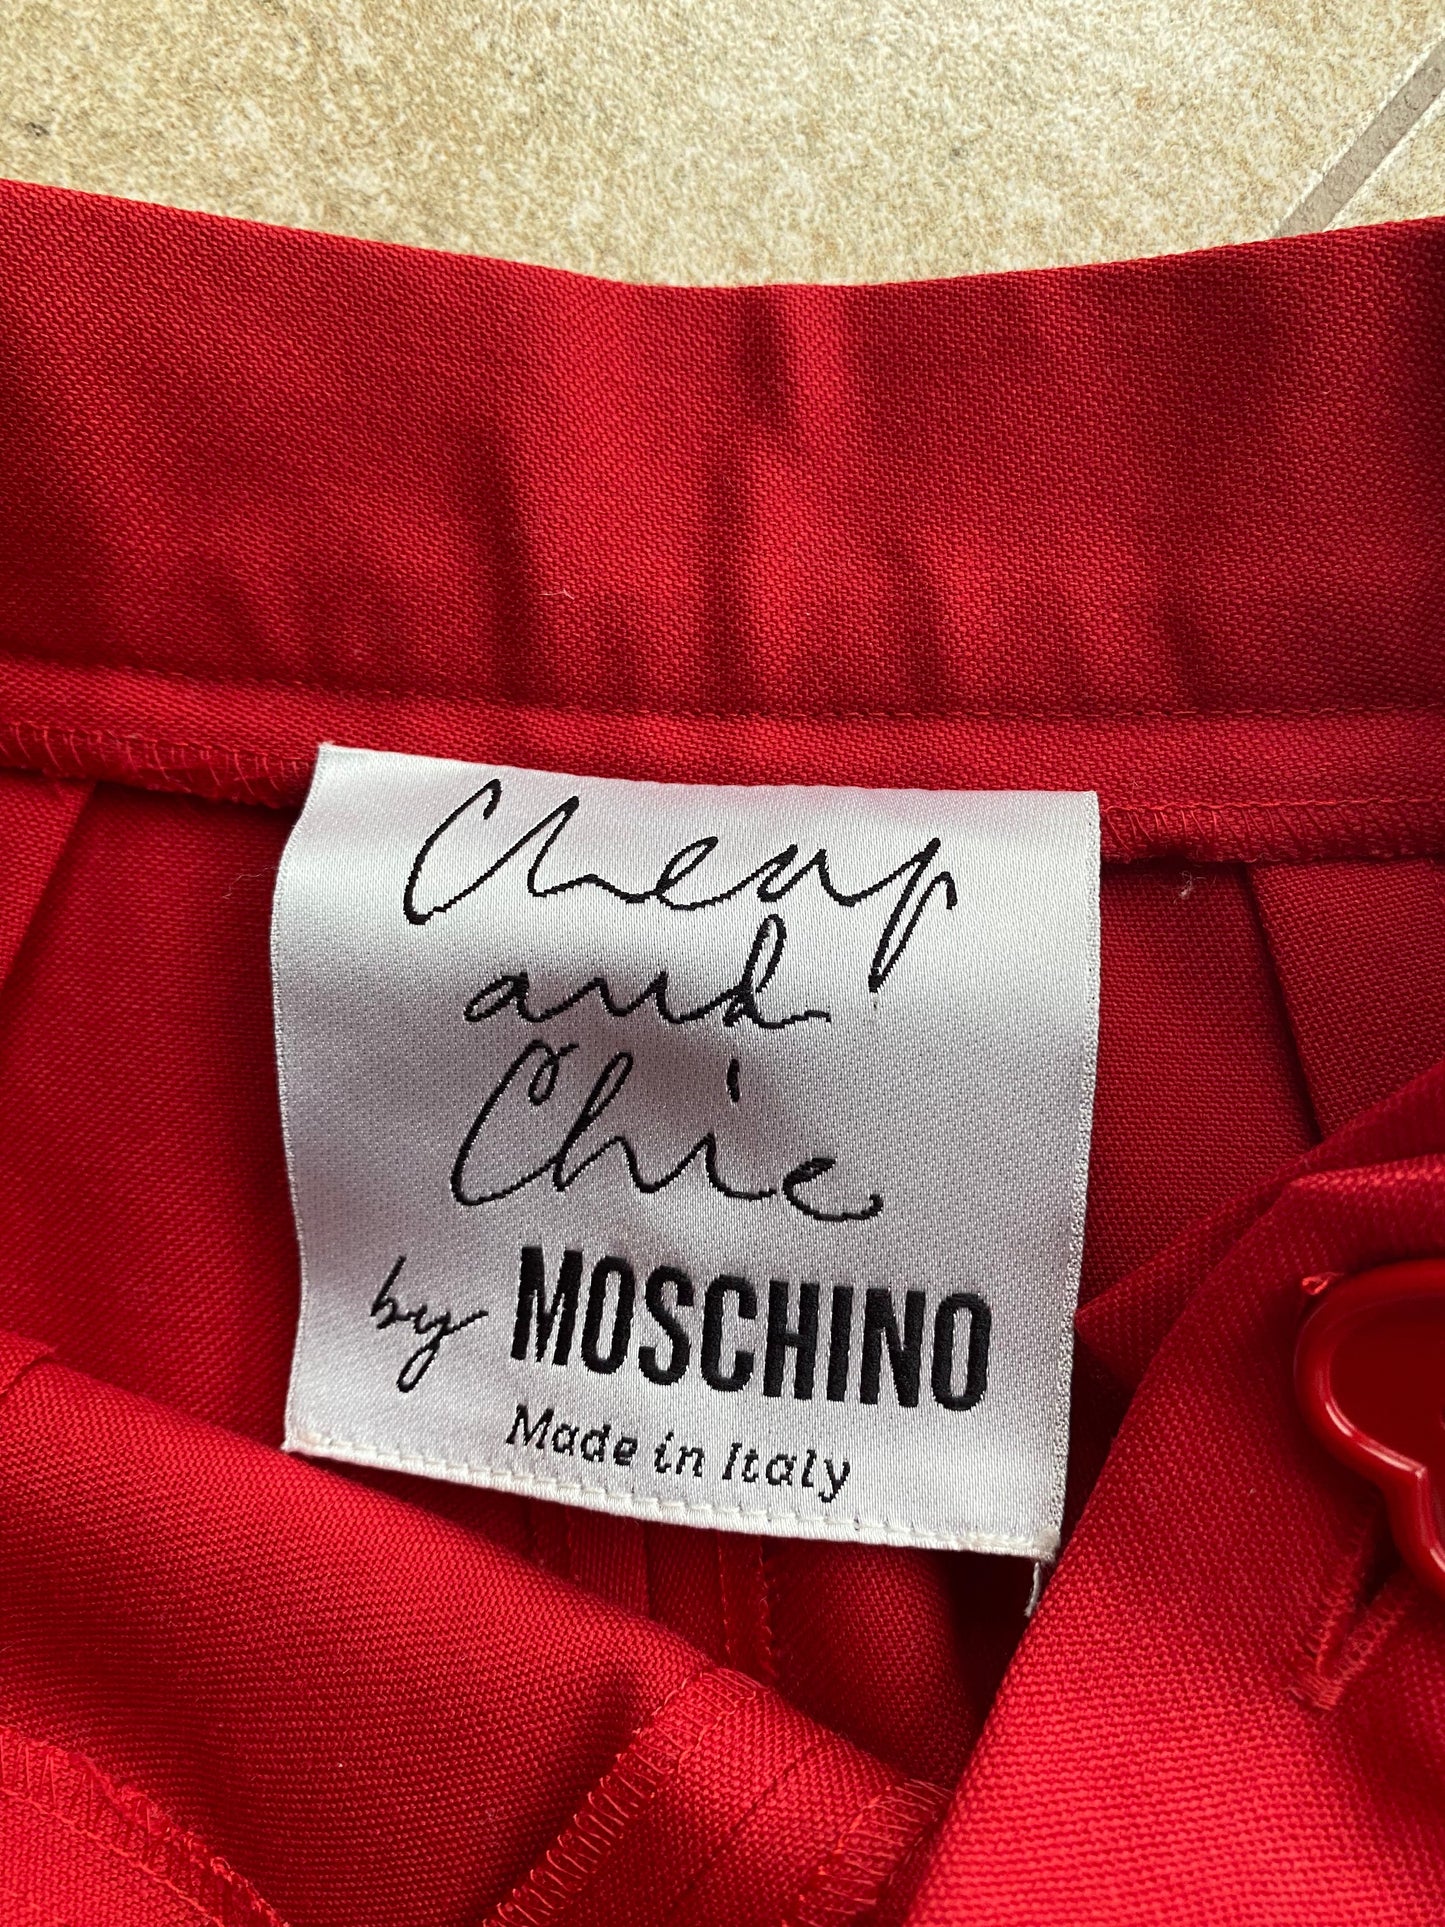 Cheap
and
Chic
by MOSCHINO
Made in Italy